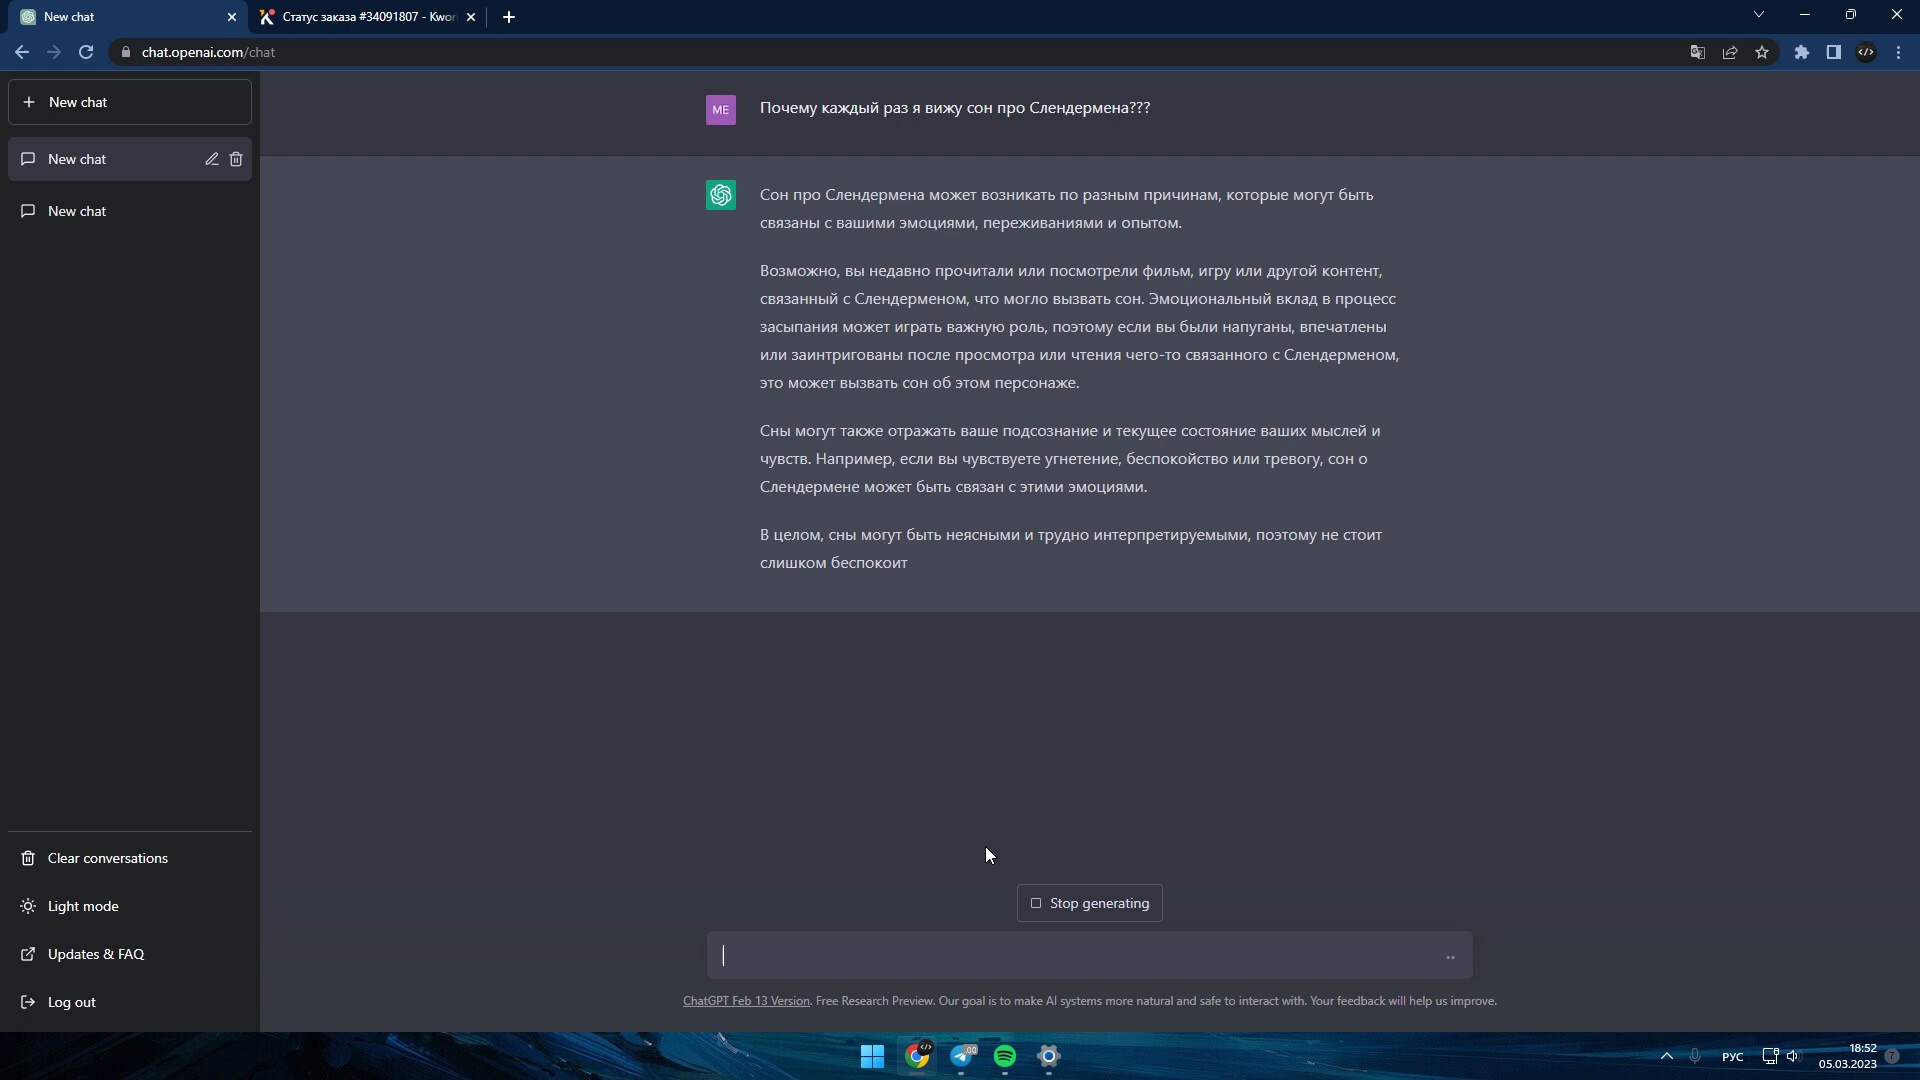 New chat
Статус заказа #34091807 - Kwor
chat.openai.com/chat
New chat
New chat
New chat
ME
Почему каждый раз я вижу сон про Слендермена???
Сон про Слендермена может возникать по разным причинам, которые могут быть
связаны с вашими эмоциями, переживаниями и опытом.
Возможно, вы недавно прочитали или посмотрели фильм, игру или другой контент,
связанный с Слендерменом, что могло вызвать сон. Эмоциональный вклад в процесс
засыпания может играть важную роль, поэтому если вы были напуганы, впечатлены
или заинтригованы после просмотра или чтения чего-то связанного с Слендерменом,
это может вызвать сон об этом персонаже.
Сны могут также отражать ваше подсознание и текущее состояние ваших мыслей и
чувств. Например, если вы чувствуете угнетение, беспокойство или тревогу, сон о
Слендермене может быть связан с этими эмоциями.
В целом, сны могут быть неясными и трудно интерпретируемыми, поэтому не стоит
слишком беспокоит
Clear conversations
Light mode
Updates & FAQ
Log out
Stop generating
ChatGPT Feb 13 Version. Free Research Preview. Our goal is to make AI systems more natural and safe to interact with. Your feedback will help us improve.
РУС
18:52
05.03.2023
7